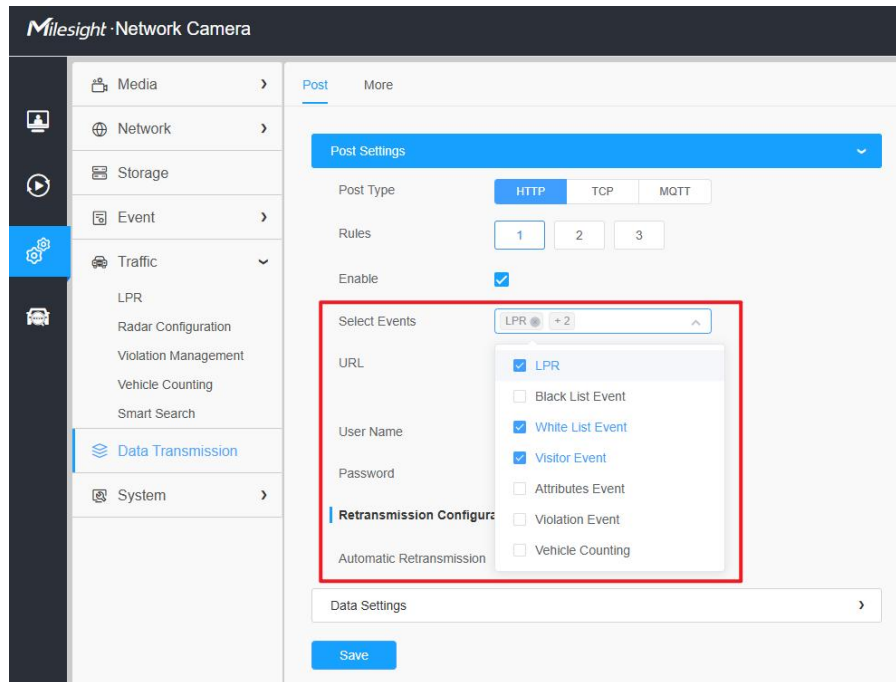 Milesight · Network Camera
Media
Network
Storage
Event
Traffic
LPR
Radar Configuration
Violation Management
Vehicle Counting
Smart Search
Data Transmission
System
Post More
Post Settings
Post Type HTTP TCP MQTT
Rules 1 2 3
Enable
Select Events LPR + 2
URL
User Name
Password
Retransmission Configura
Automatic Retransmission
LPR
Black List Event
White List Event
Visitor Event
Attributes Event
Violation Event
Vehicle Counting
Data Settings
Save